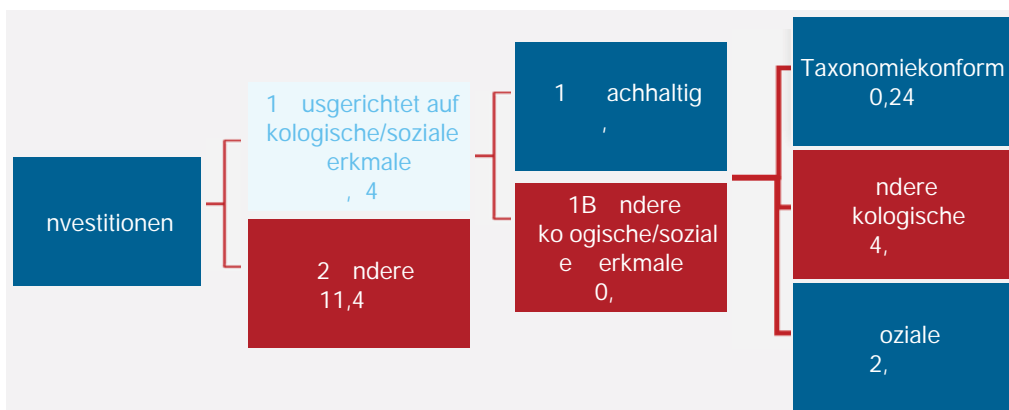 nvestitionen
1 usgerichtet auf
kologische/soziale
erkmale
, 4
2 ndere
11,4
1 achhaltig
,
1B ndere
ko ogische/sozial
e erkmale
0,
Taxonomiekonform
0,24
ndere
kologische
4,
oziale
2,